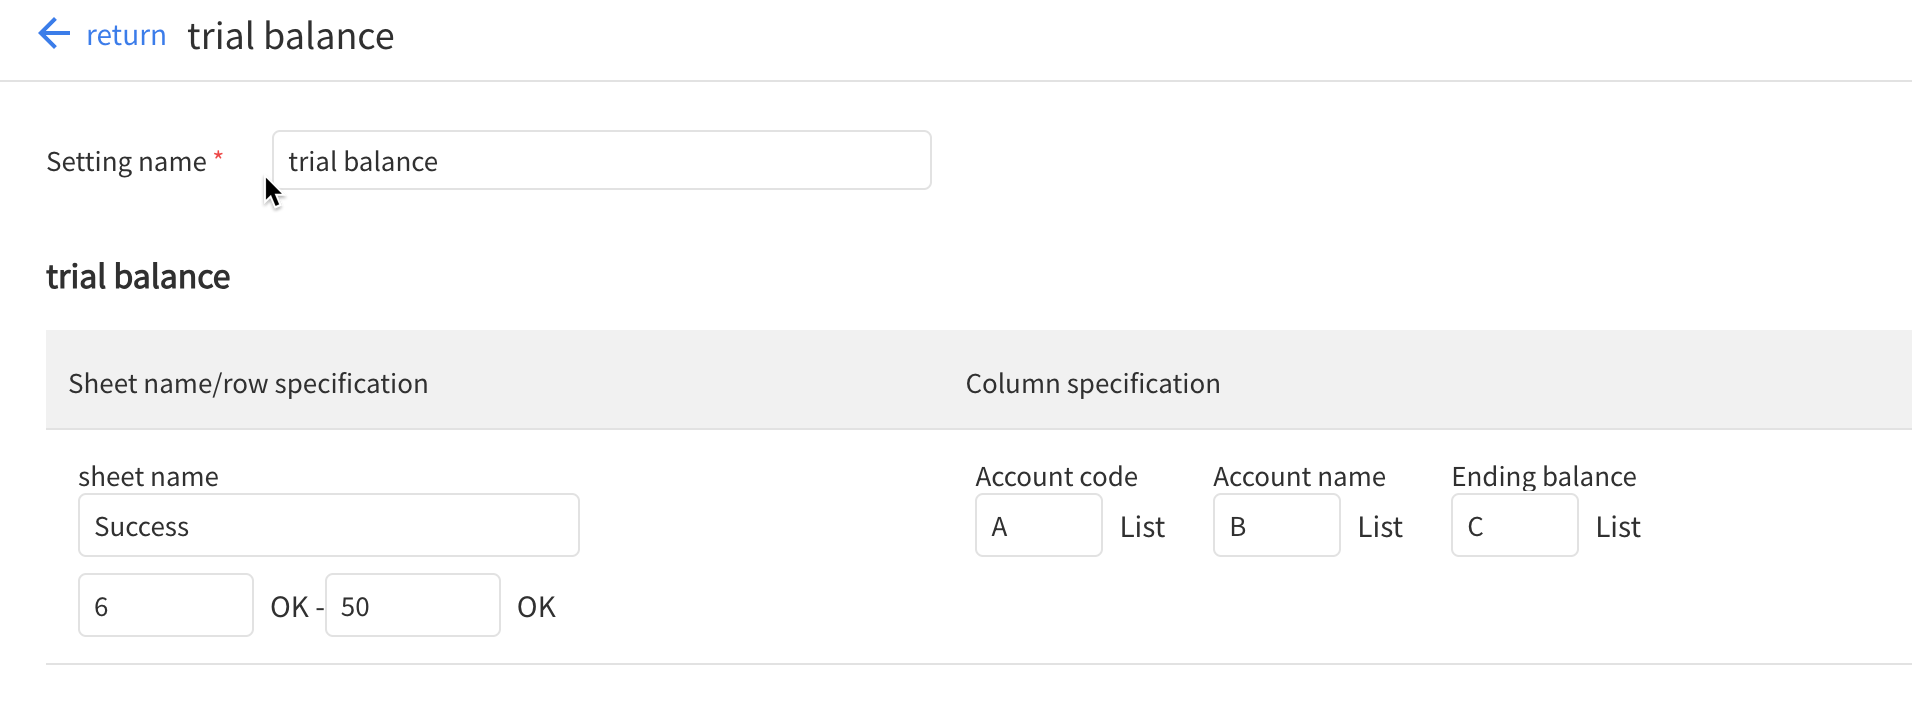 return trial balance
Setting name * trial balance
trial balance
Sheet name/row specification Column specification
sheet name Account code Account name Ending balance
Success A List B List C List
6 OK - 50 OK